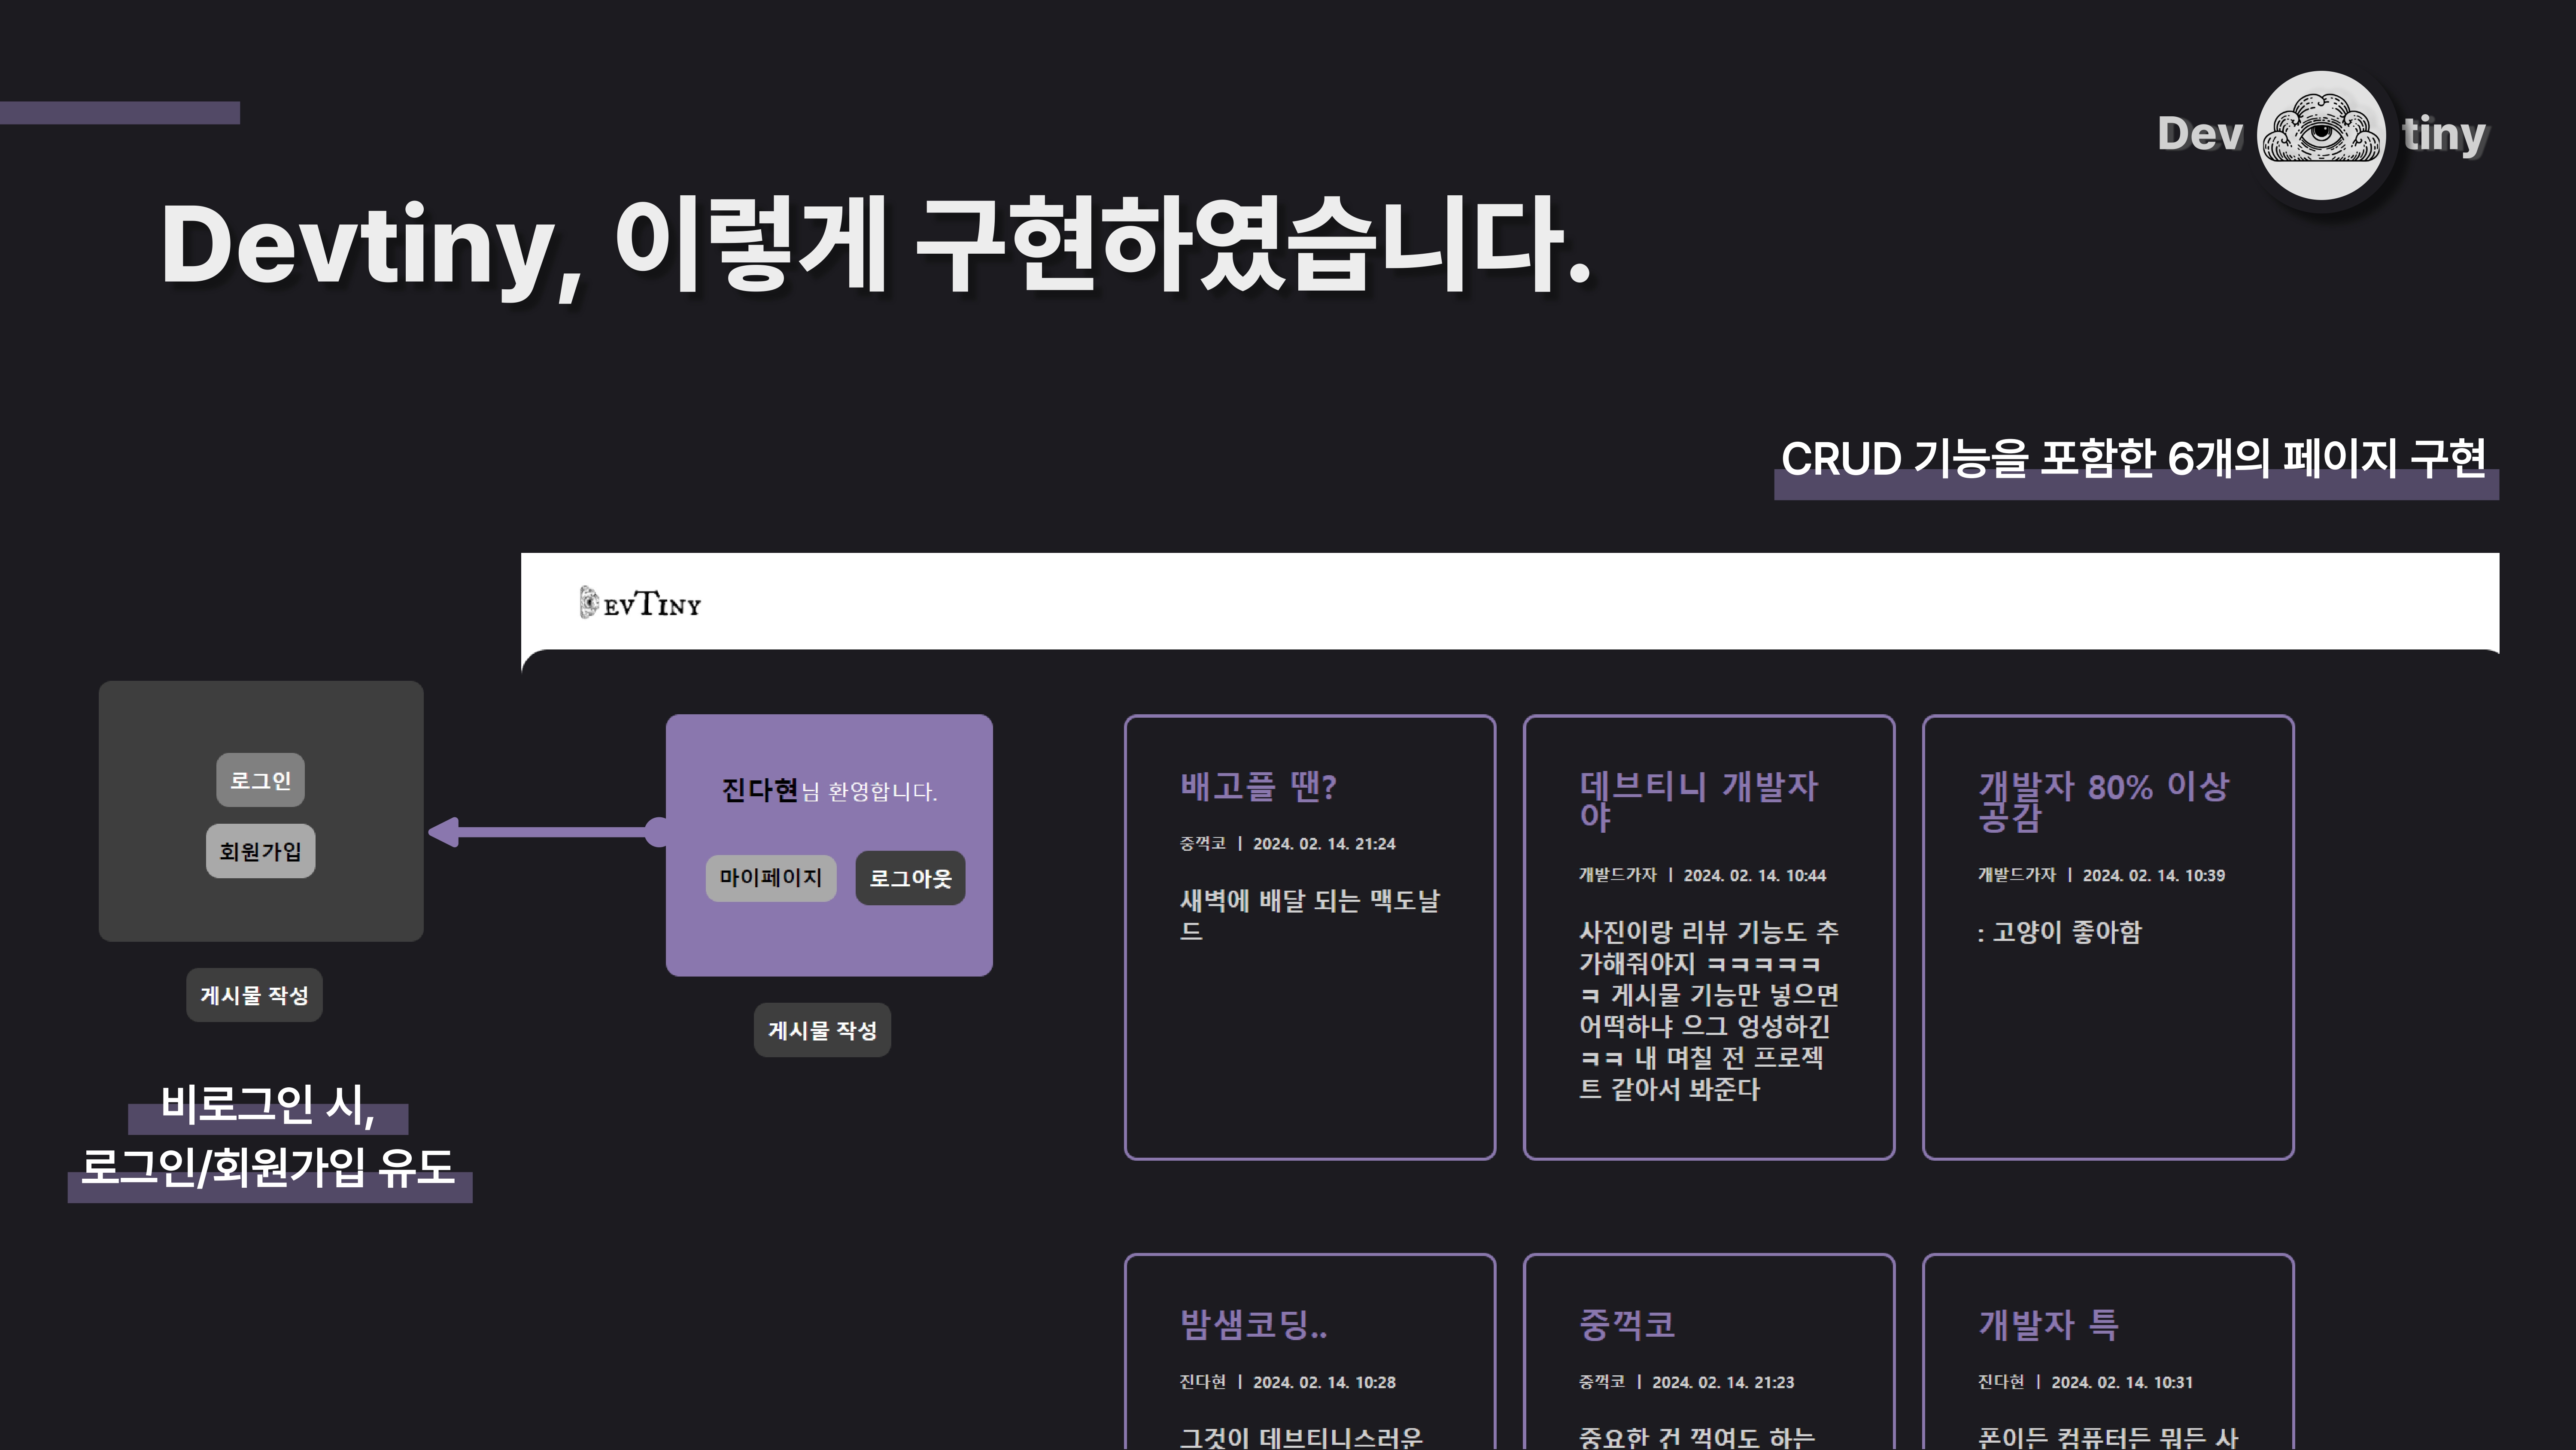 Dev tiny
Devtiny, 이렇게 구현하였습니다.
CRUD 기능을 포함한 6개의 페이지 구현
DEVTINY
로그인
회원가입
게시물 작성
비로그인 시,
로그인/회원가입 유도
진다현님 환영합니다.
마이페이지 로그아웃
게시물 작성
배고플 땐?
중꺽코 | 2024. 02. 14. 21:24
새벽에 배달 되는 맥도날
드
데브티니 개발자
야
개발드가자 | 2024. 02. 14. 10:44
사진이랑 리뷰 기능도 추
가해줘야지 ㅋㅋㅋㅋㅋ
ㅋ 게시물 기능만 넣으면
어떡하냐 으그 엉성하긴
ㅋㅋ 내 며칠 전 프로젝
트 같아서 봐준다
개발자 80% 이상
공감
개발드가자 | 2024. 02. 14. 10:39
: 고양이 좋아함
밤샘코딩..
진다현 | 2024. 02. 14. 10:28
그것이 데브티니스러운
중꺽코
중꺽코 | 2024. 02. 14. 21:23
중요한 건 꺽여도 하는
개발자 특
진다현 | 2024. 02. 14. 10:31
폰이든 컴퓨터든 뭐든 사